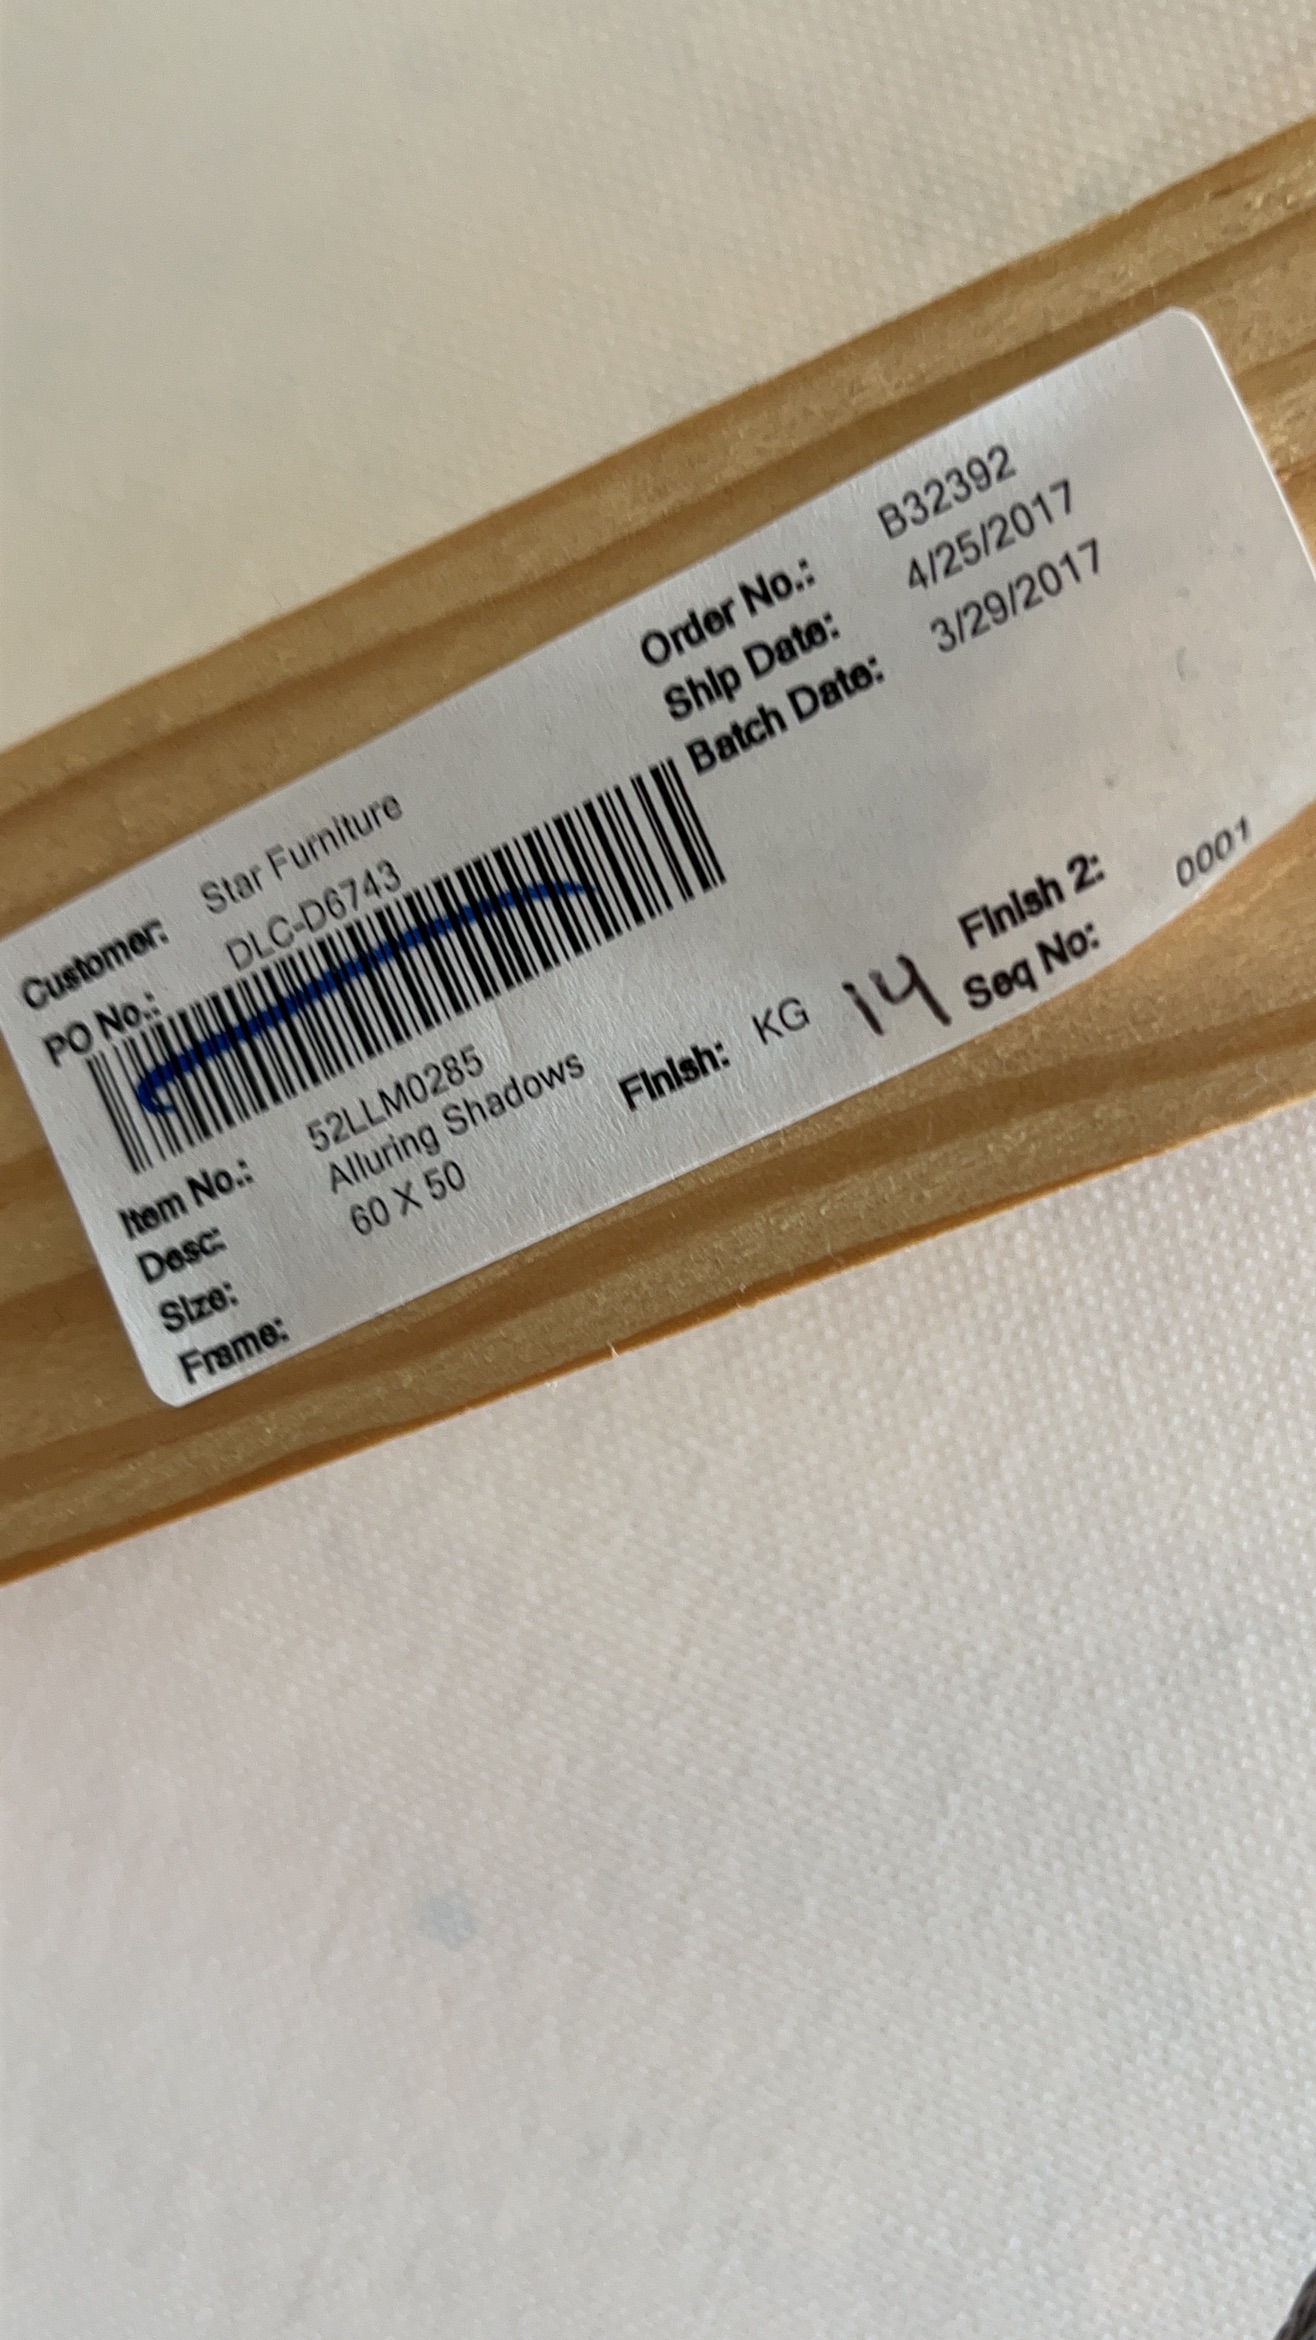 Customer: Star Furniture
PO No.: DLC-D6743
Order No.: B32392
Ship Date: 4/25/2017
Batch Date: 3/29/2017
Item No.: 52LLM0285
Desc: Alluring Shadows
Size: 60 X 50
Frame:
Finish: KG 14
Finish 2:
Seq No: 0001